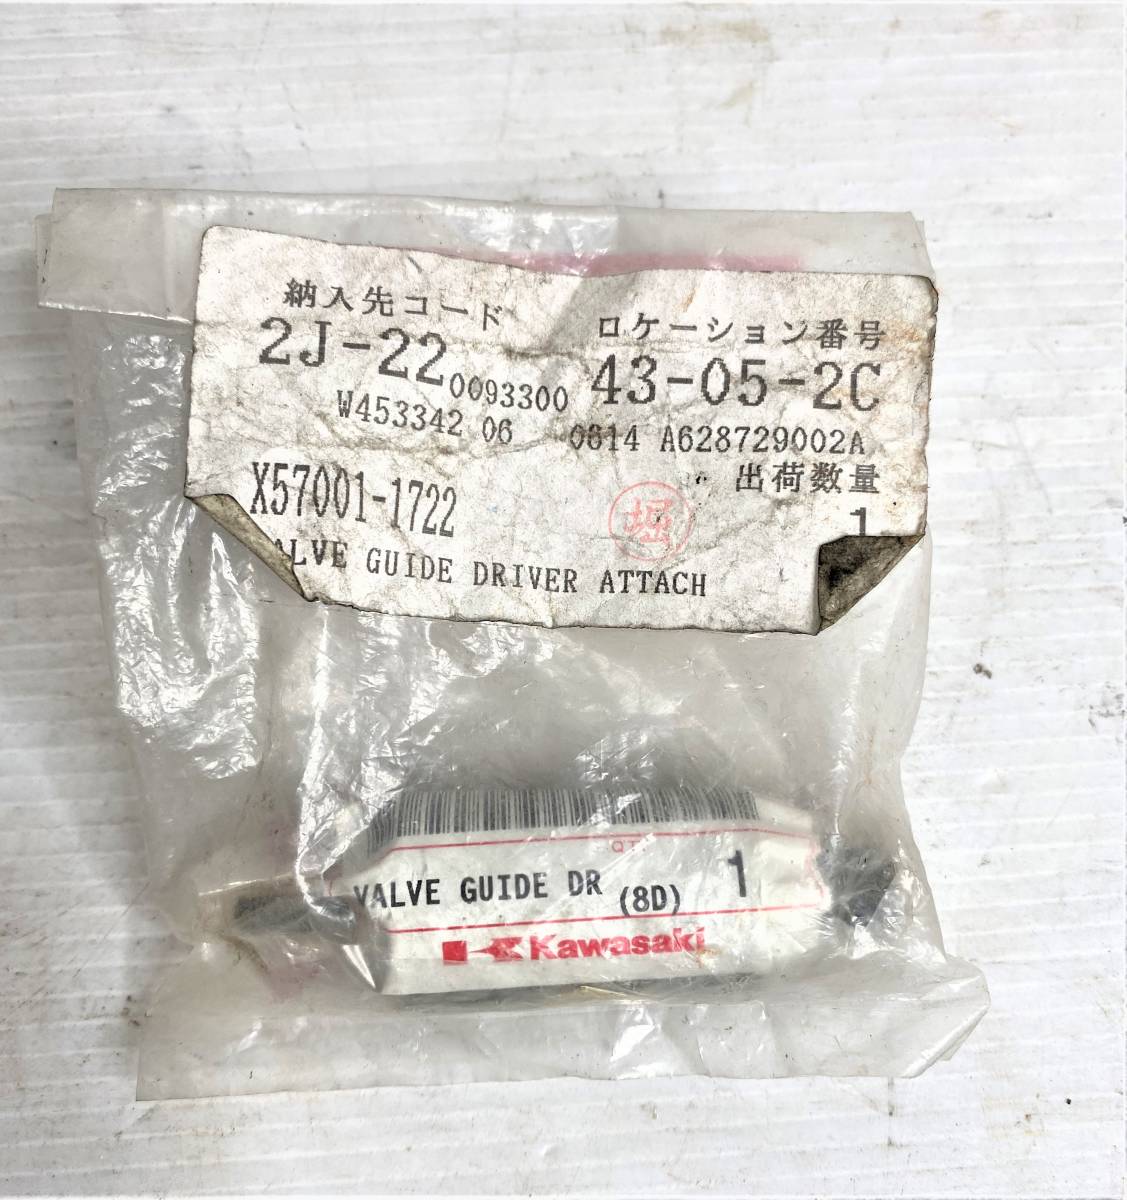 納入先コード
ロケーション番号
2J-22
0093300
43-05-2C
W453342 06
0614 A628729002A
X57001-1722
堀
出荷数量
1
ALVE GUIDE DRIVER ATTACH
QT
VALVE GUIDE DR
(8D)
1
Kawasaki